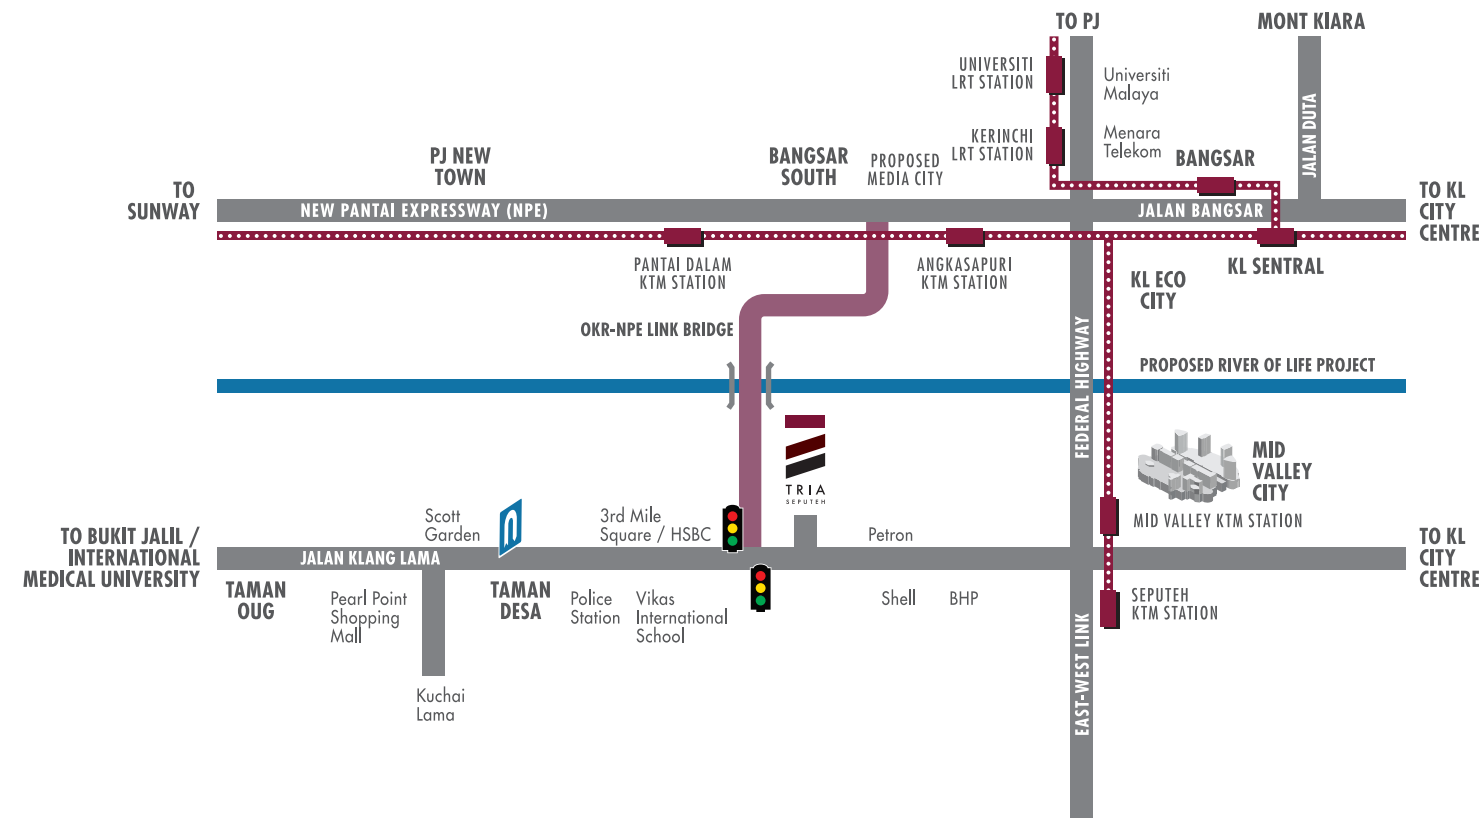 TO PJ
MONT KIARA
UNIVERSITI
LRT STATION
Universiti
Malaya
JALAN DUTA
KERINCHI
LRT STATION
Menara
Telekom
BANGSAR
PJ NEW
TOWN
BANGSAR
SOUTH
PROPOSED
MEDIA CITY
TO
SUNWAY
NEW PANTAI EXPRESSWAY (NPE)
JALAN BANGSAR
TO KL
CITY
CENTRE
PANTAI DALAM
KTM STATION
ANGKASAPURI
KTM STATION
KL ECO
CITY
KL SENTRAL
OKR-NPE LINK BRIDGE
FEDERAL HIGHWAY
PROPOSED RIVER OF LIFE PROJECT
TRIA
SEPUTEH
MID
VALLEY
CITY
MID VALLEY KTM STATION
Scott
Garden
3rd Mile
Square / HSBC
Petron
TO BUKIT JALIL /
INTERNATIONAL
MEDICAL UNIVERSITY
JALAN KLANG LAMA
TO KL
CITY
CENTRE
TAMAN
OUG
Pearl Point
Shopping
Mall
TAMAN
DESA
Police
Station
Vikas
International
School
Shell
BHP
SEPUTEH
KTM STATION
EAST-WEST LINK
Kuchai
Lama